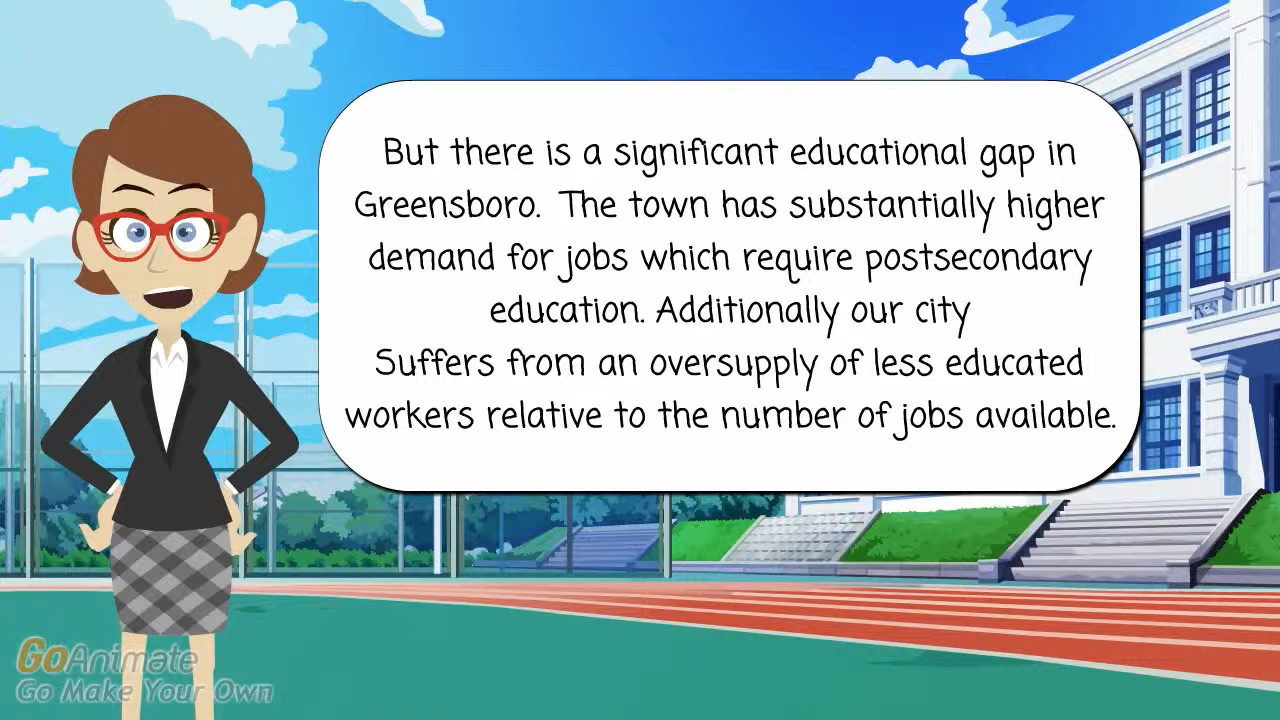 But there is a significant educational gap in
Greensboro. The town has substantially higher
demand for jobs which require postsecondary
education. Additionally our city
Suffers from an oversupply of less educated
workers relative to the number of jobs available.
GoAnimate
Go Make Your Own